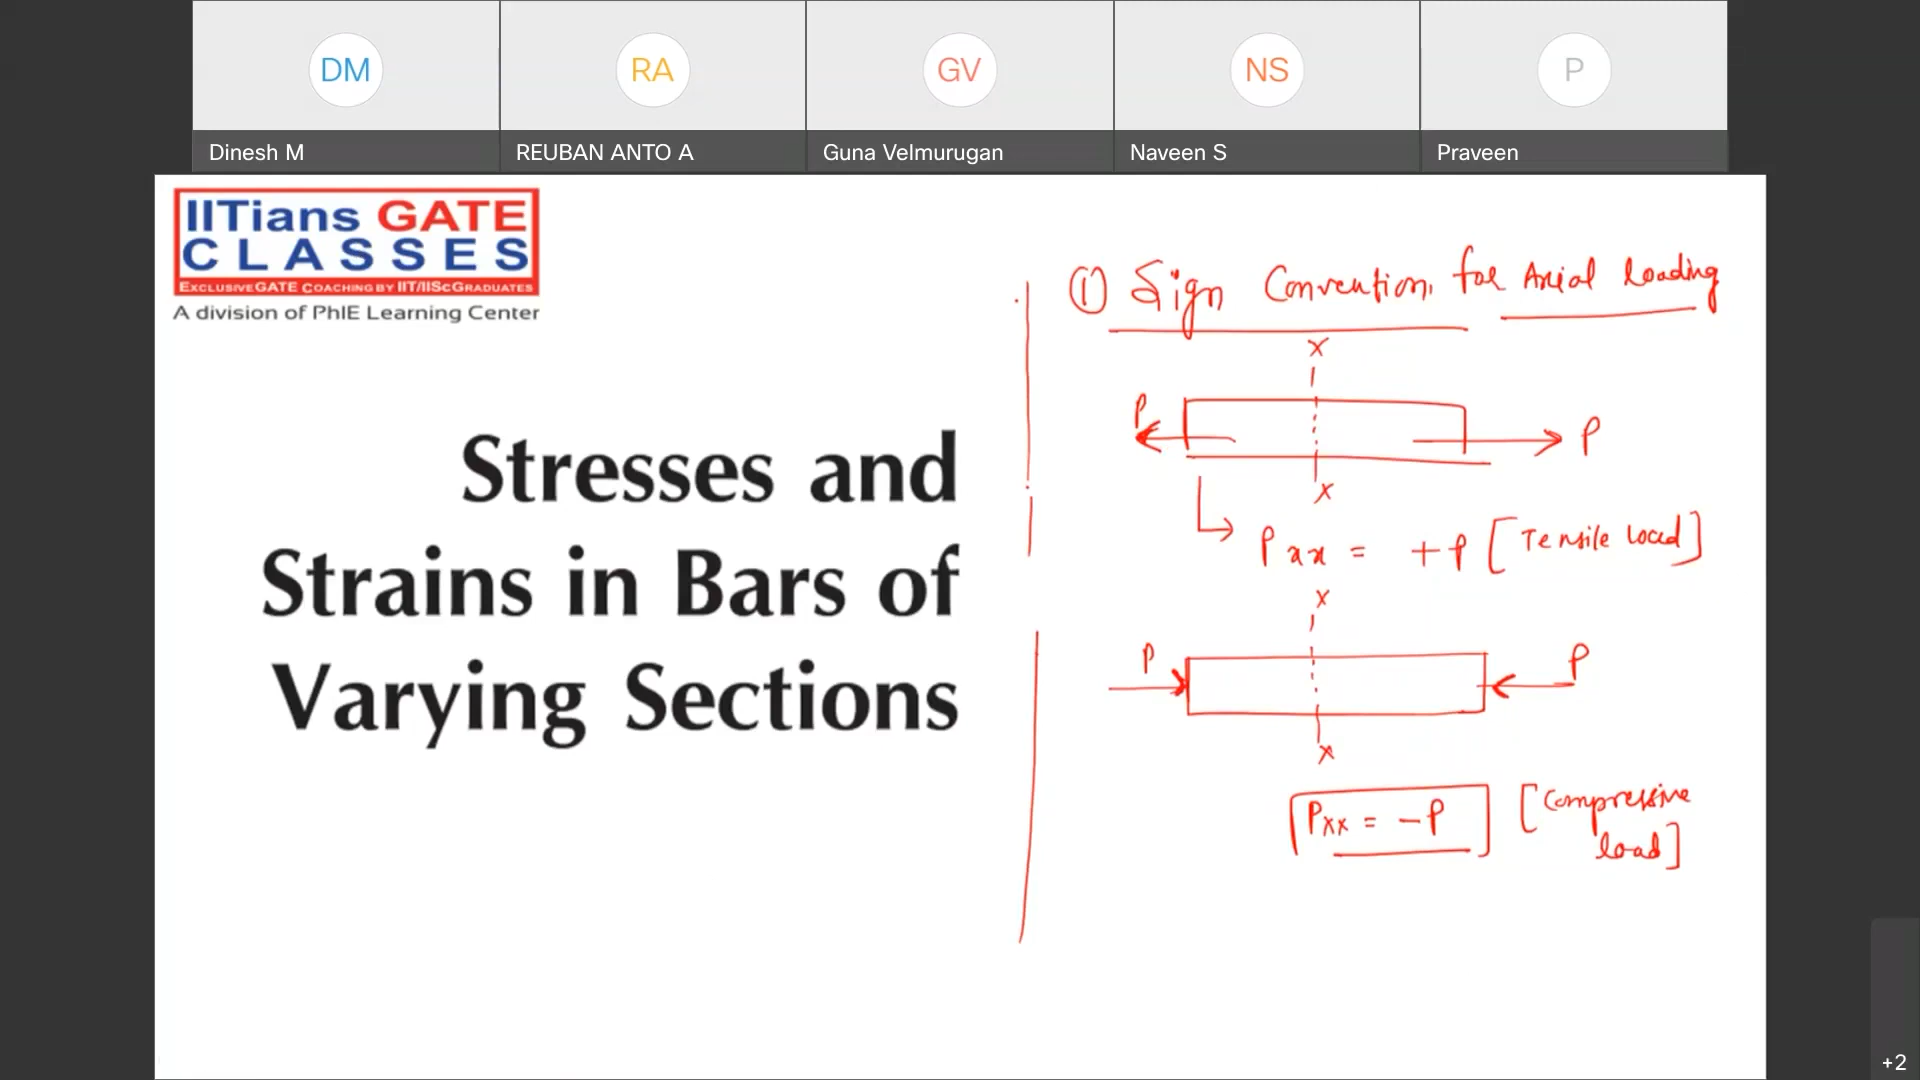 DM
RA
GV
NS
P
Dinesh M
REUBAN ANTO A
Guna Velmurugan
Naveen S
Praveen
IITians GATE
CLASSES
EXCLUSIVE GATE COACHING BY IIT/IISc GRADUATES
A division of PhIE Learning Center
Stresses and
Strains in Bars of
Varying Sections
① Sign Convention for Axial loading
x
P
P
x
Pxx = +P [Tensile load]
x
P
P
x
Pxx = -P [Compressive
load]
+2